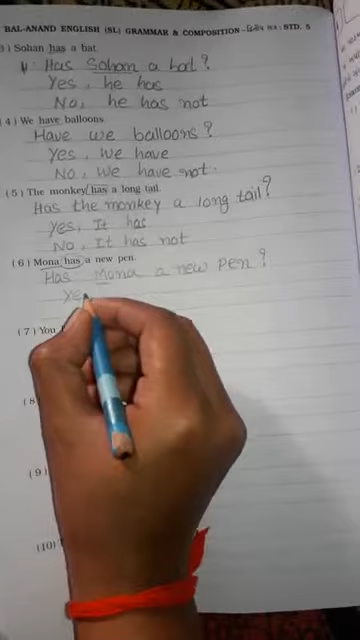 BAL-ANAND ENGLISH (SL) GRAMMAR & COMPOSITION - द्वितीय सत्र : STD. 5
3) Sohan has a bat.
Has Sohan a bat?
Yes, he has
No, he has not
(4) We have balloons
Have we balloons?
Yes, we have
No, we have not.
(5) The monkey has a long tail.
Has the monkey a long tail?
Yes, It has
No, It has not
(6) Mona has a new pen.
Has Mona a new pen?
Ye
(7) You
(8
(9)
(10)